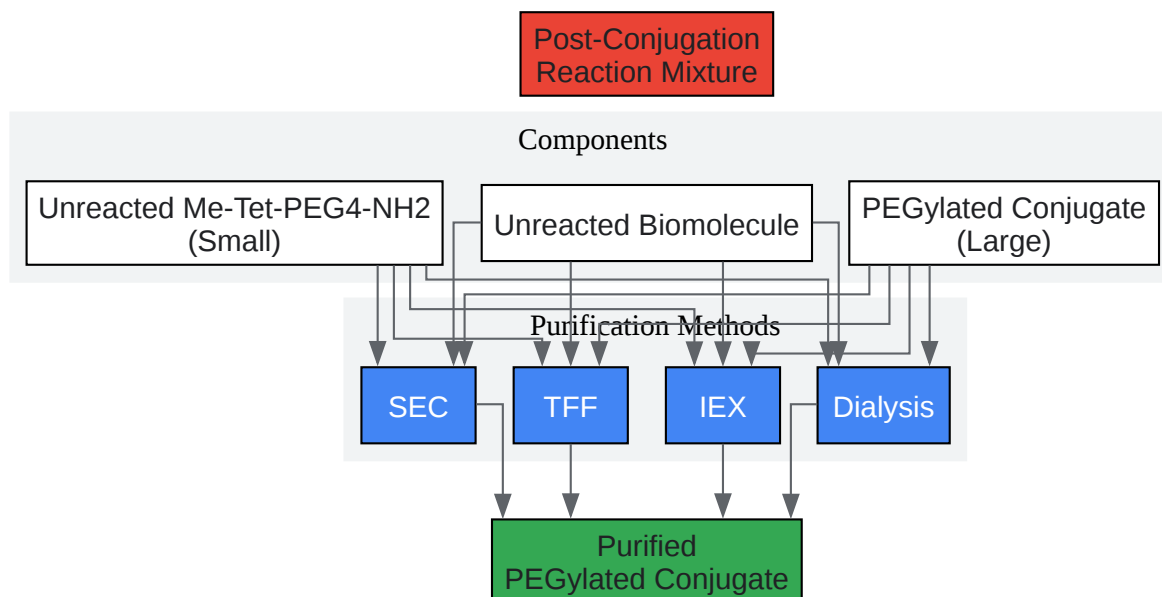 Post-Conjugation
Reaction Mixture
Components
Unreacted Me-Tet-PEG4-NH2
(Small)
Unreacted Biomolecule
PEGylated Conjugate
(Large)
Purification Methods
SEC
TFF
IEX
Dialysis
Purified
PEGylated Conjugate